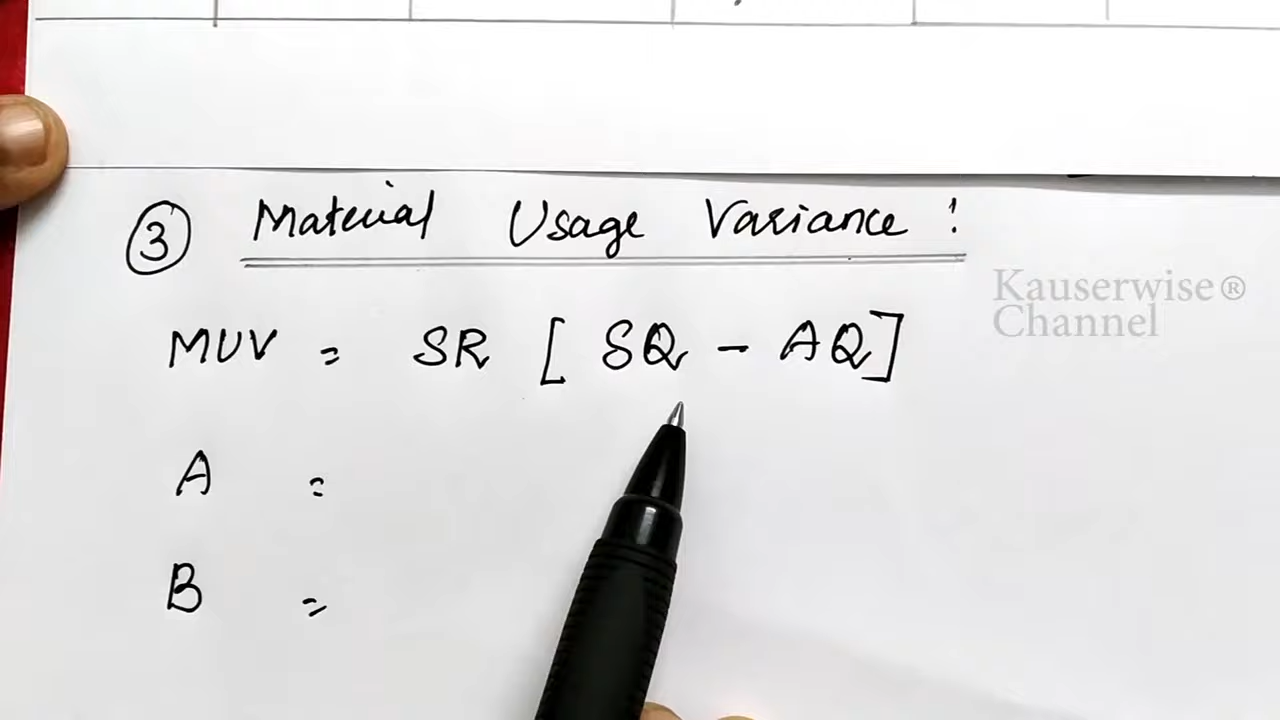 ③ Material Usage Variance :
Kauserwise®
Channel
MUV = SR [ SQ - AQ]
A =
B =